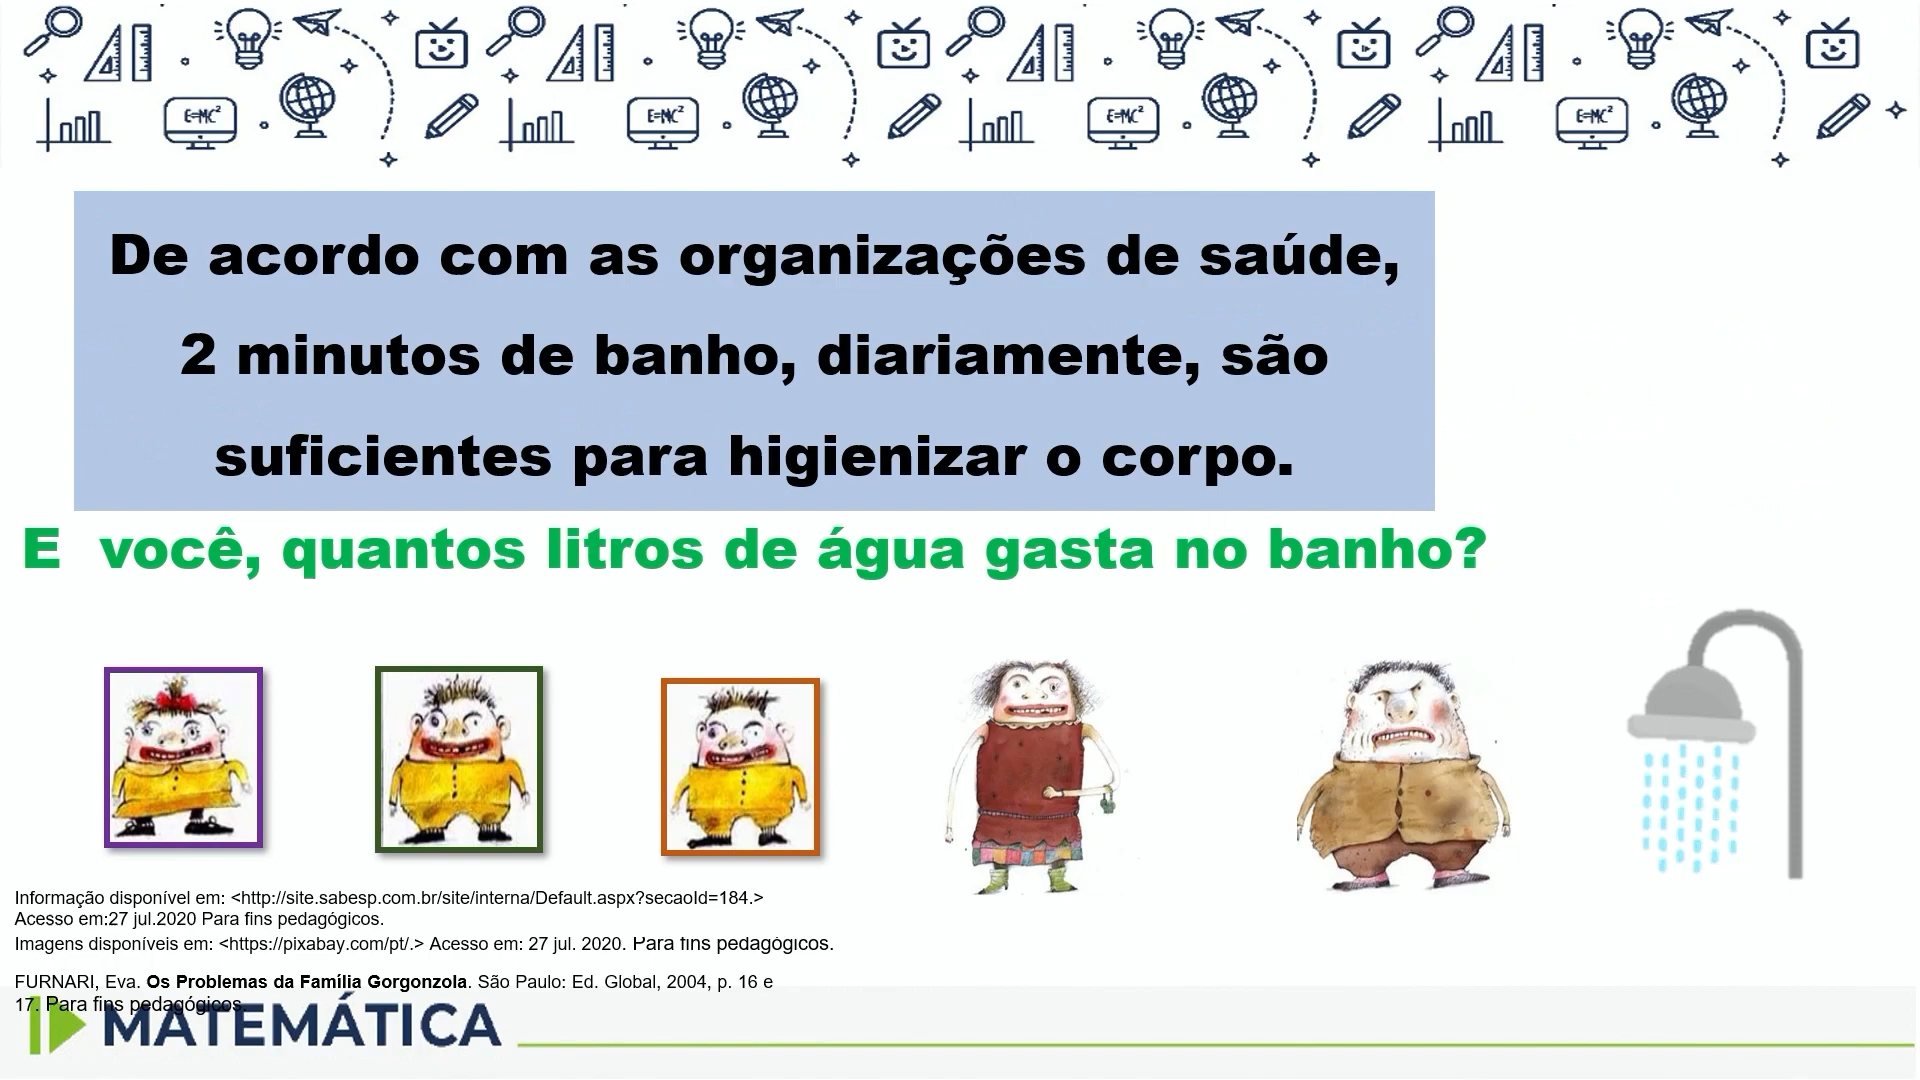 E=MC²
E=MC²
E=MC²
E=MC²
De acordo com as organizações de saúde,
2 minutos de banho, diariamente, são
suficientes para higienizar o corpo.
E você, quantos litros de água gasta no banho?
Informação disponível em: <http://site.sabesp.com.br/site/interna/Default.aspx?secaoId=184.>
Acesso em:27 jul.2020 Para fins pedagógicos.
Imagens disponíveis em: <https://pixabay.com/pt/.> Acesso em: 27 jul. 2020. Para fins pedagógicos.
FURNARI, Eva. Os Problemas da Família Gorgonzola. São Paulo: Ed. Global, 2004, p. 16 e
17. Para fins pedagógicos.
MATEMÁTICA